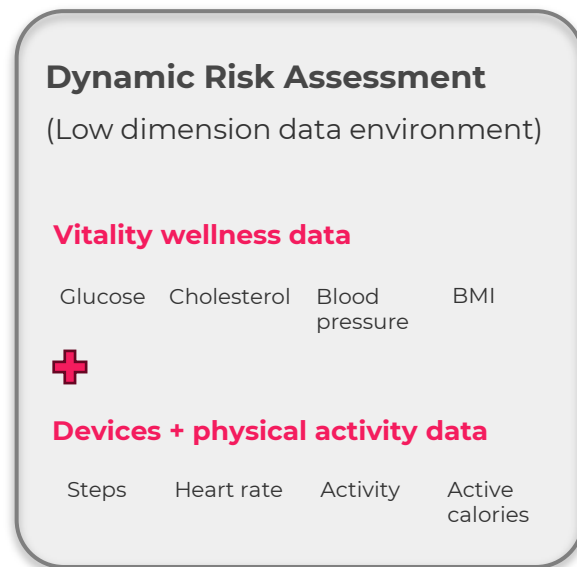 Dynamic Risk Assessment
(Low dimension data environment)
Vitality wellness data
Glucose Cholesterol Blood pressure BMI
Devices + physical activity data
Steps Heart rate Activity Active calories